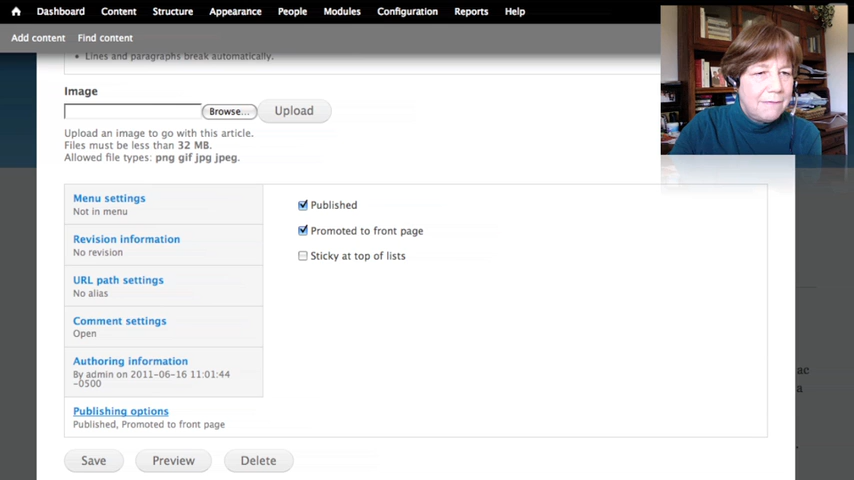 Dashboard Content Structure Appearance People Modules Configuration Reports Help
Add content Find content
Lines and paragraphs break automatically.
Image
Browse... Upload
Upload an image to go with this article.
Files must be less than 32 MB.
Allowed file types: png gif jpg jpeg.
Menu settings
Not in menu
Revision information
No revision
URL path settings
No alias
Comment settings
Open
Authoring information
By admin on 2011-06-16 11:01:44
-0500
Publishing options
Published, Promoted to front page
Published
Promoted to front page
Sticky at top of lists
ac
a
Save Preview Delete